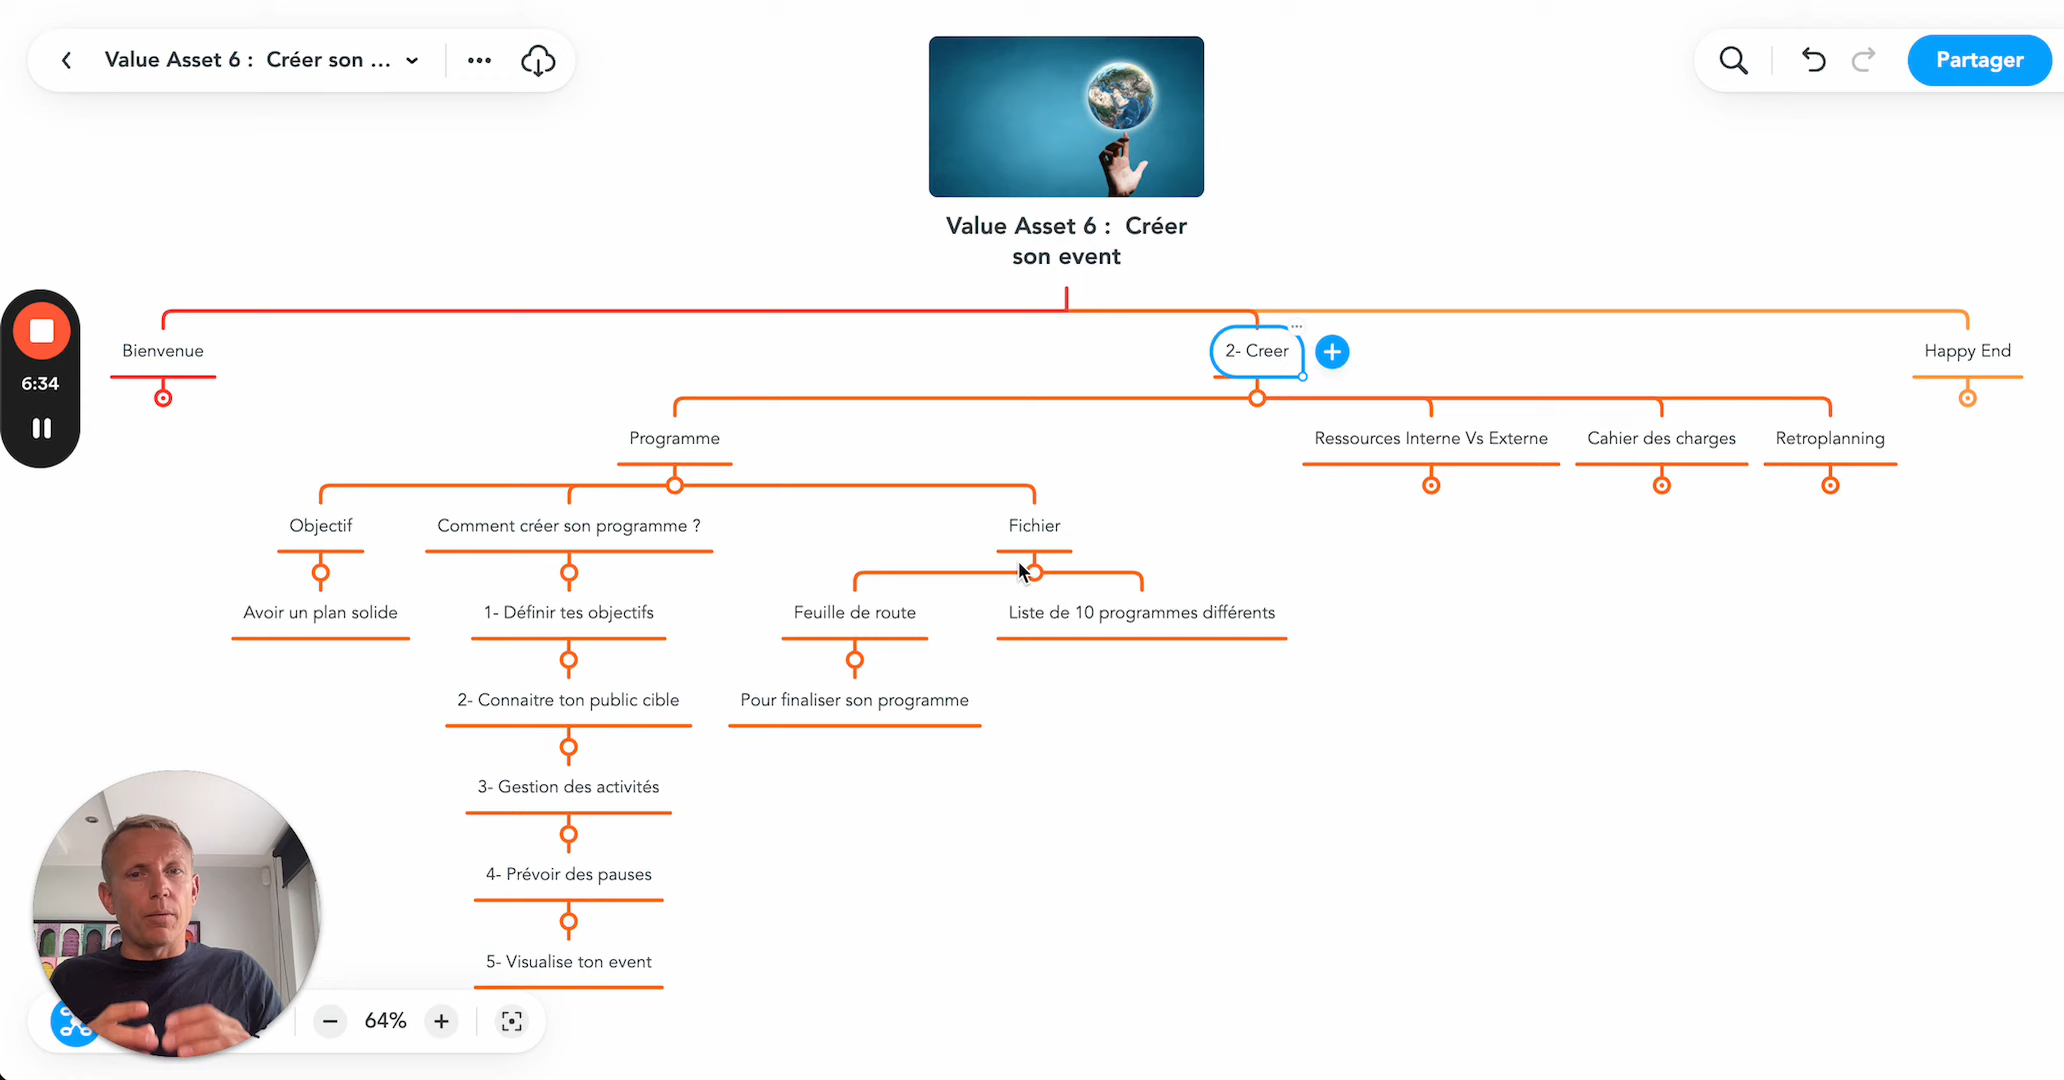 Value Asset 6 :  Créer son ...
Partager
Value Asset 6 :  Créer
son event
6:34
Bienvenue
2- Creer
Happy End
Programme
Ressources Interne Vs Externe
Cahier des charges
Retroplanning
Objectif
Comment créer son programme ?
Fichier
Avoir un plan solide
1- Définir tes objectifs
Feuille de route
Liste de 10 programmes différents
2- Connaitre ton public cible
Pour finaliser son programme
3- Gestion des activités
4- Prévoir des pauses
5- Visualise ton event
64%